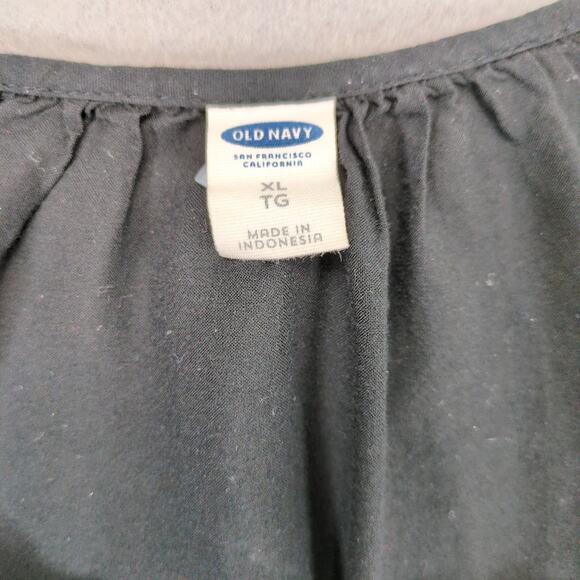 OLD NAVY
SAN FRANCISCO
CALIFORNIA
XL
TG
MADE IN
INDONESIA